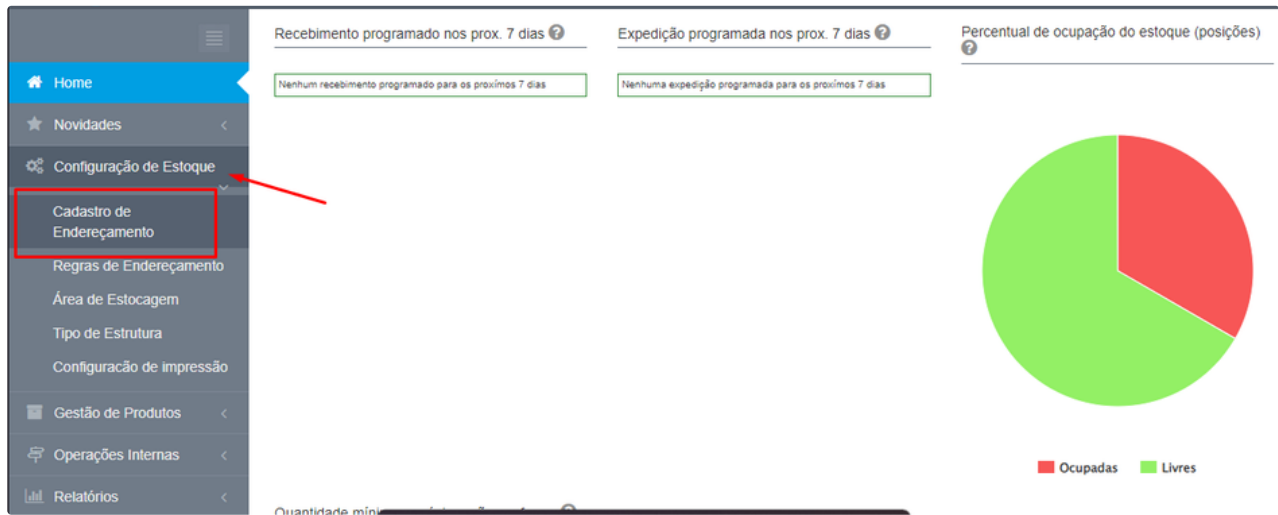 Home
Novidades
Configuração de Estoque
Cadastro de
Endereçamento
Regras de Endereçamento
Área de Estocagem
Tipo de Estrutura
Configuracão de impressão
Gestão de Produtos
Operações Internas
Relatórios
Recebimento programado nos prox. 7 dias
Nenhum recebimento programado para os proxímos 7 dias
Expedição programada nos prox. 7 dias
Nenhuma expedição programada para os proxímos 7 dias
Percentual de ocupação do estoque (posições)
Ocupadas
Livres
Quantidade